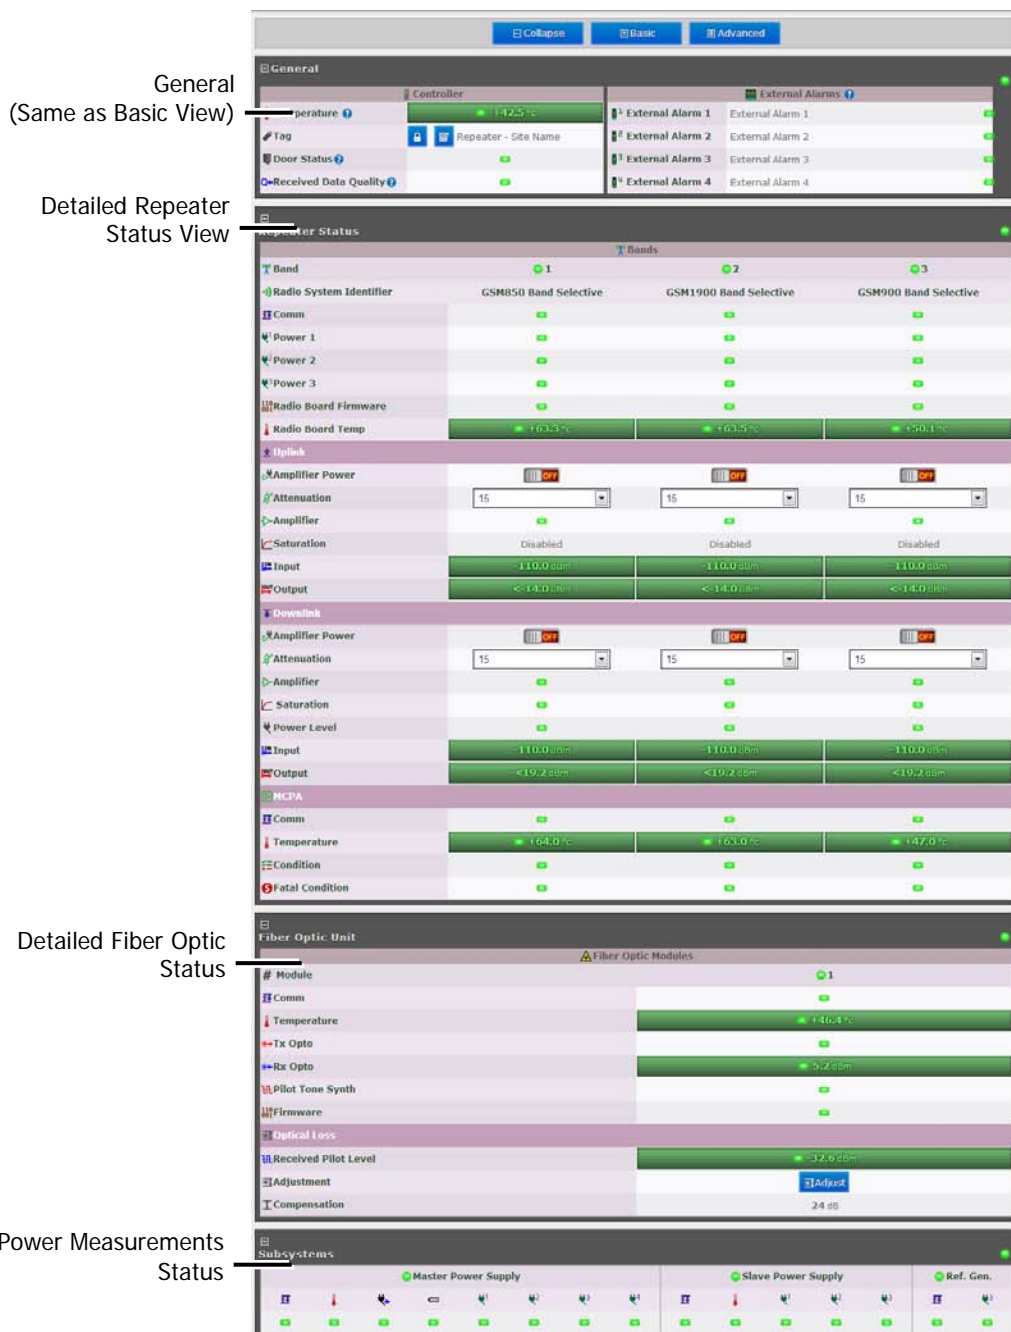 Collapse Basic Advanced
General
General
(Same as Basic View)
Controller External Alarms
perature +42.5 °C External Alarm 1 External Alarm 1
Tag Repeater - Site Name External Alarm 2 External Alarm 2
Door Status External Alarm 3 External Alarm 3
Received Data Quality External Alarm 4 External Alarm 4
Detailed Repeater
Status View
Repeater Status
Bands
Band 1 2 3
Radio System Identifier GSM850 Band Selective GSM1900 Band Selective GSM900 Band Selective
Comm
Power 1
Power 2
Power 3
Radio Board Firmware
Radio Board Temp +63.3 °C +63.5 °C +50.1 °C
Uplink
Amplifier Power OFF OFF OFF
Attenuation 15 15 15
Amplifier
Saturation Disabled Disabled Disabled
Input -110.0 dBm -110.0 dBm -110.0 dBm
Output <-14.0 dBm <-14.0 dBm <-14.0 dBm
Downlink
Amplifier Power OFF OFF OFF
Attenuation 15 15 15
Amplifier
Saturation
Power Level
Input -110.0 dBm -110.0 dBm -110.0 dBm
Output <19.2 dBm <19.2 dBm <19.2 dBm
MCPA
Comm
Temperature +64.0 °C +63.0 °C +47.0 °C
Condition
Fatal Condition
Detailed Fiber Optic
Status
Fiber Optic Unit
Fiber Optic Modules
# Module 1
Comm
Temperature +46.4 °C
Tx Opto
Rx Opto 5.2 dBm
Pilot Tone Synth
Firmware
Optical Loss
Received Pilot Level -32.6 dBm
Adjustment Adjust
Compensation 24 dB
Power Measurements
Status
Subsystems
Master Power Supply Slave Power Supply Ref. Gen.